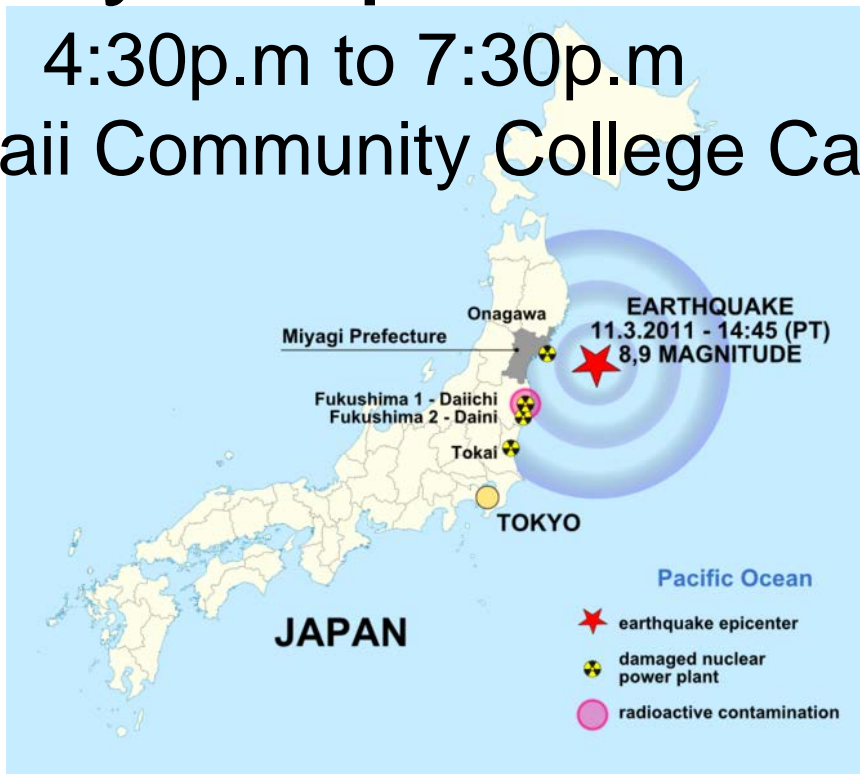 4:30p.m to 7:30p.m
aii Community College Ca
Onagawa
Miyagi Prefecture
EARTHQUAKE
11.3.2011 - 14:45 (PT)
8,9 MAGNITUDE
Fukushima 1 - Daiichi
Fukushima 2 - Daini
Tokai
TOKYO
JAPAN
Pacific Ocean
earthquake epicenter
damaged nuclear
power plant
radioactive contamination